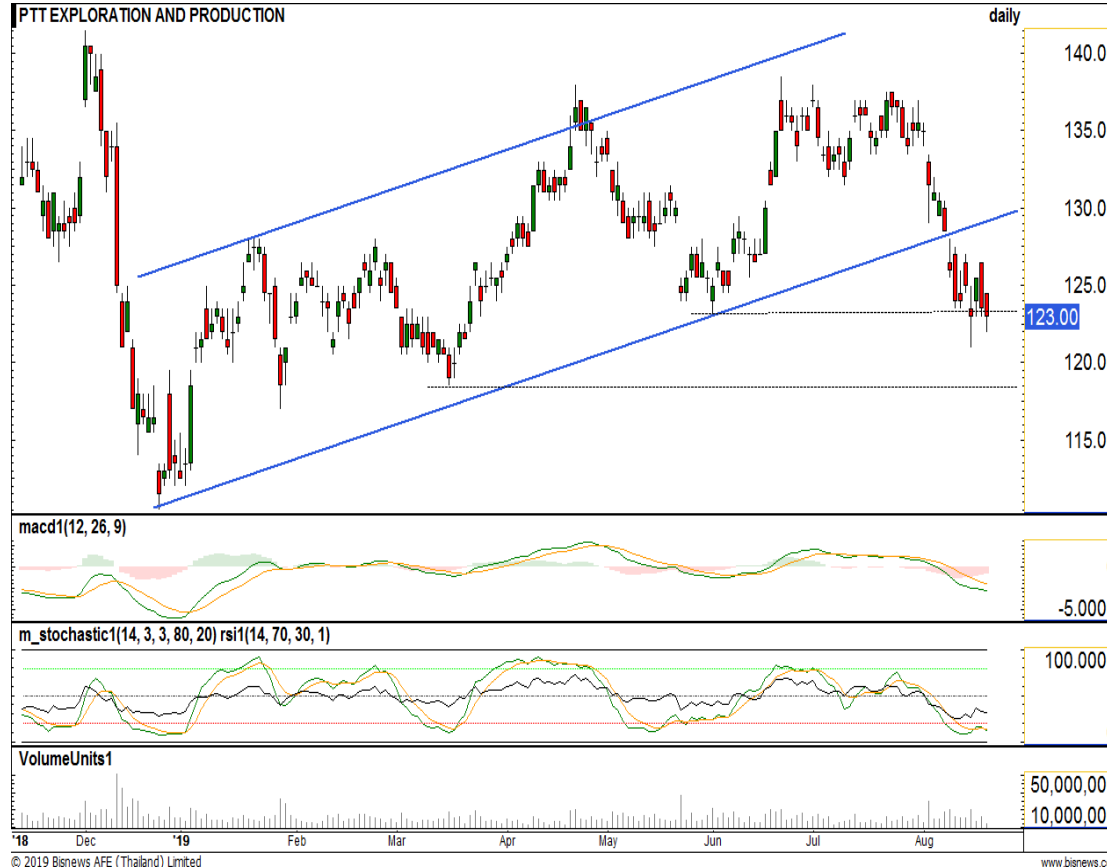 PTT EXPLORATION AND PRODUCTION daily
140.0
135.0
130.0
125.0
123.00
120.0
115.0
macd1(12, 26, 9)
-5.000
m_stochastic1(14, 3, 3, 80, 20) rsi1(14, 70, 30, 1)
100.000
VolumeUnits1
50,000,00
10,000,00
'18 Dec '19 Feb Mar Apr May Jun Jul Aug
© 2019 Bisnews AFE (Thailand) Limited www.bisnews.c